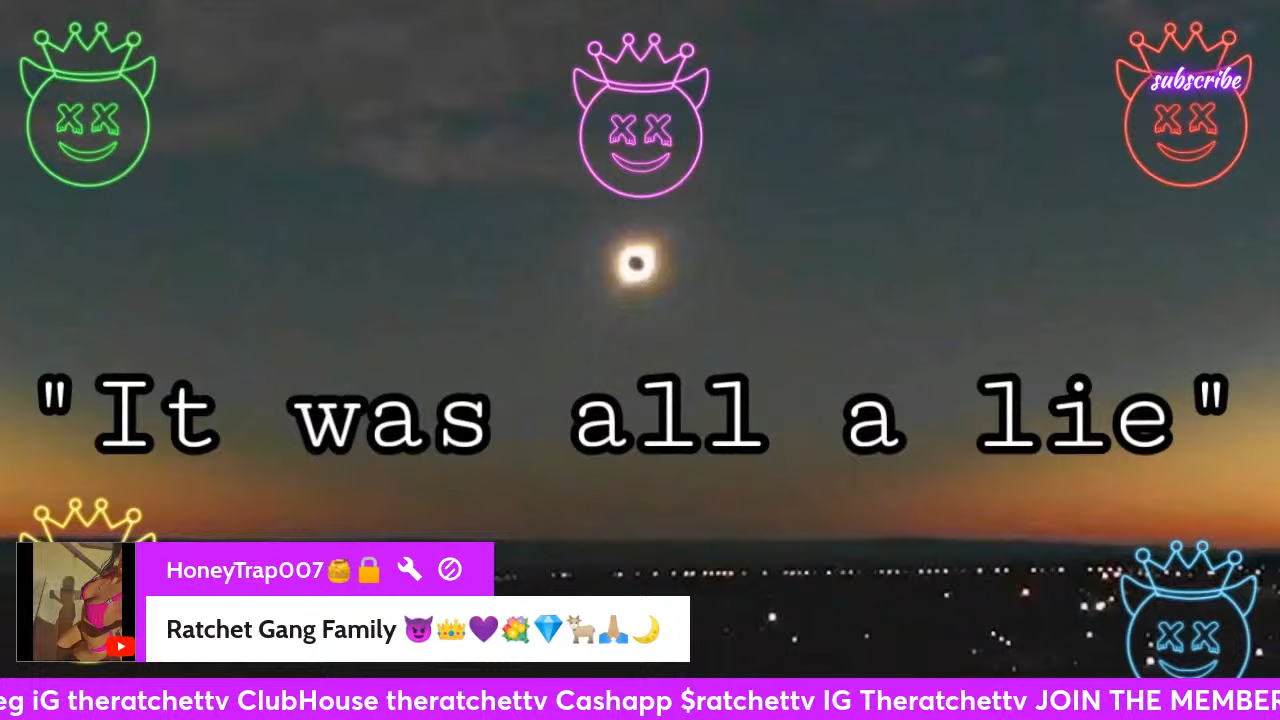 subscribe
"It was all a lie"
HoneyTrap007🍯🔒
Ratchet Gang Family 😈👑💜💐💎🐐🙏🏽🌙
eg iG theratchettv ClubHouse theratchettv Cashapp $ratchettv IG Theratchettv JOIN THE MEMBER